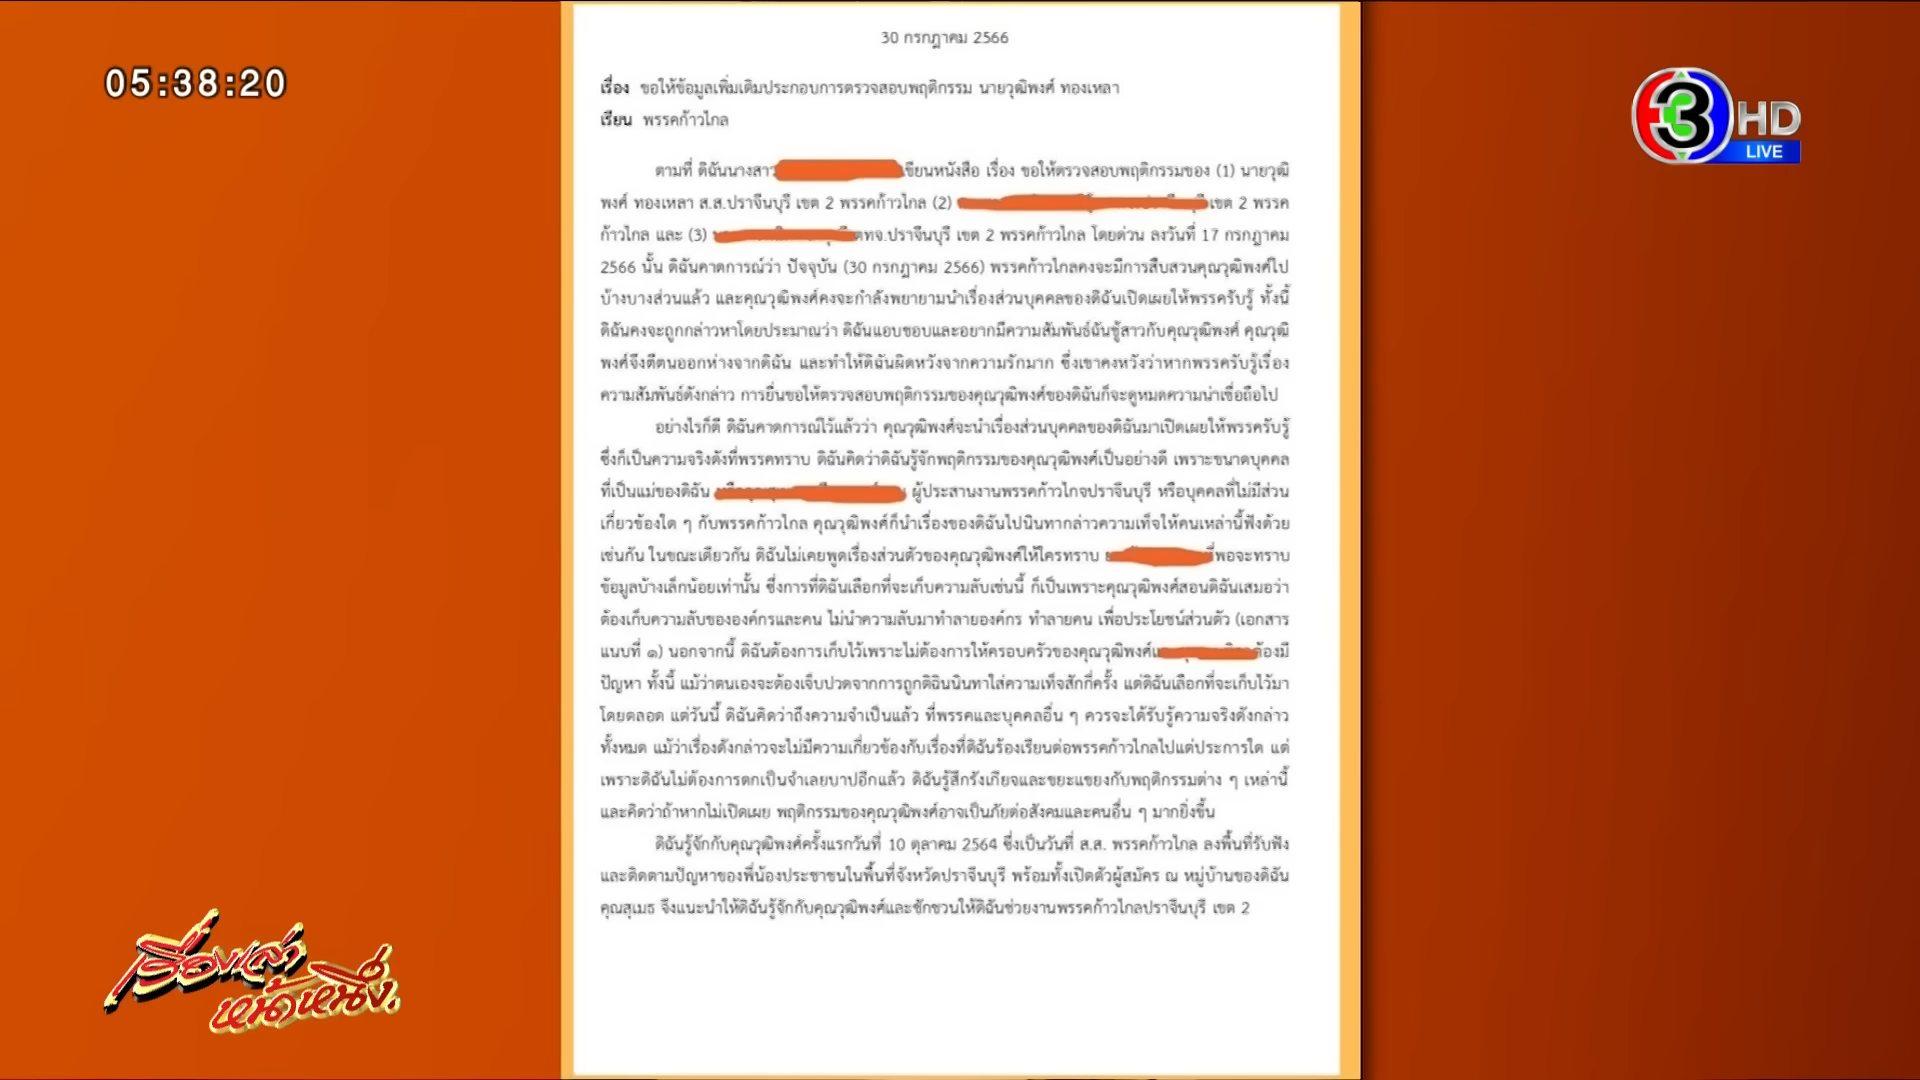 05:38:20
3 HD
LIVE
30 กรกฎาคม 2566
เรื่อง ขอให้ข้อมูลเพิ่มเติมประกอบการตรวจสอบพฤติกรรม นายวุฒิพงศ์ ทองเหลา
เรียน พรรคก้าวไกล
ตามที่ ดิฉันนางสาว เขียนหนังสือ เรื่อง ขอให้ตรวจสอบพฤติกรรมของ (1) นายวุฒิ
พงศ์ ทองเหลา ส.ส.ปราจีนบุรี เขต 2 พรรคก้าวไกล (2) เขต 2 พรรค
ก้าวไกล และ (3) ตทจ.ปราจีนบุรี เขต 2 พรรคก้าวไกล โดยด่วน ลงวันที่ 17 กรกฎาคม
2566 นั้น ดิฉันคาดการณ์ว่า ปัจจุบัน (30 กรกฎาคม 2566) พรรคก้าวไกลคงจะมีการสืบสวนคุณวุฒิพงศ์ไป
บ้างบางส่วนแล้ว และคุณวุฒิพงศ์คงจะกำลังพยายามนำเรื่องส่วนบุคคลของดิฉันเปิดเผยให้พรรครับรู้ ทั้งนี้
ดิฉันคงจะถูกกล่าวหาโดยประมาณว่า ดิฉันแอบชอบและอยากมีความสัมพันธ์ฉันชู้สาวกับคุณวุฒิพงศ์ คุณวุฒิ
พงศ์จึงตีตนออกห่างจากดิฉัน และทำให้ดิฉันผิดหวังจากความรักมาก ซึ่งเขาคงหวังว่าหากพรรครับรู้เรื่อง
ความสัมพันธ์ดังกล่าว การยื่นขอให้ตรวจสอบพฤติกรรมของคุณวุฒิพงศ์ของดิฉันก็จะดูหมดความน่าเชื่อถือไป
อย่างไรก็ดี ดิฉันคาดการณ์ไว้แล้วว่า คุณวุฒิพงศ์จะนำเรื่องส่วนบุคคลของดิฉันมาเปิดเผยให้พรรครับรู้
ซึ่งก็เป็นความจริงดังที่พรรคทราบ ดิฉันคิดว่าดิฉันรู้จักพฤติกรรมของคุณวุฒิพงศ์เป็นอย่างดี เพราะขนาดบุคคล
ที่เป็นแม่ของดิฉัน ผู้ประสานงานพรรคก้าวไกจปราจีนบุรี หรือบุคคลที่ไม่มีส่วน
เกี่ยวข้องใด ๆ กับพรรคก้าวไกล คุณวุฒิพงศ์ก็นำเรื่องของดิฉันไปนินทากล่าวความเท็จให้คนเหล่านี้ฟังด้วย
เช่นกัน ในขณะเดียวกัน ดิฉันไม่เคยพูดเรื่องส่วนตัวของคุณวุฒิพงศ์ให้ใครทราบ ที่พอจะทราบ
ข้อมูลบ้างเล็กน้อยเท่านั้น ซึ่งการที่ดิฉันเลือกที่จะเก็บความลับเช่นนี้ ก็เป็นเพราะคุณวุฒิพงศ์สอนดิฉันเสมอว่า
ต้องเก็บความลับขององค์กรและคน ไม่นำความลับมาทำลายองค์กร ทำลายคน เพื่อประโยชน์ส่วนตัว (เอกสาร
แนบที่ ๑) นอกจากนี้ ดิฉันต้องการเก็บไว้เพราะไม่ต้องการให้ครอบครัวของคุณวุฒิพงศ์ ต้องมี
ปัญหา ทั้งนี้ แม้ว่าตนเองจะต้องเจ็บปวดจากการถูกติฉินนินทาใส่ความเท็จสักกี่ครั้ง แต่ดิฉันเลือกที่จะเก็บไว้มา
โดยตลอด แต่วันนี้ ดิฉันคิดว่าถึงความจำเป็นแล้ว ที่พรรคและบุคคลอื่น ๆ ควรจะได้รับรู้ความจริงดังกล่าว
ทั้งหมด แม้ว่าเรื่องดังกล่าวจะไม่มีความเกี่ยวข้องกับเรื่องที่ดิฉันร้องเรียนต่อพรรคก้าวไกลไปแต่ประการใด แต่
เพราะดิฉันไม่ต้องการตกเป็นจำเลยบาปอีกแล้ว ดิฉันรู้สึกรังเกียจและขยะแขยงกับพฤติกรรมต่าง ๆ เหล่านี้
และคิดว่าถ้าหากไม่เปิดเผย พฤติกรรมของคุณวุฒิพงศ์อาจเป็นภัยต่อสังคมและคนอื่น ๆ มากยิ่งขึ้น
ดิฉันรู้จักกับคุณวุฒิพงศ์ครั้งแรกวันที่ 10 ตุลาคม 2564 ซึ่งเป็นวันที่ ส.ส. พรรคก้าวไกล ลงพื้นที่รับฟัง
และติดตามปัญหาของพี่น้องประชาชนในพื้นที่จังหวัดปราจีนบุรี พร้อมทั้งเปิดตัวผู้สมัคร ณ หมู่บ้านของดิฉัน
คุณสุเมธ จึงแนะนำให้ดิฉันรู้จักกับคุณวุฒิพงศ์และชักชวนให้ดิฉันช่วยงานพรรคก้าวไกลปราจีนบุรี เขต 2
เรื่องเล่า
หน้าหนึ่ง